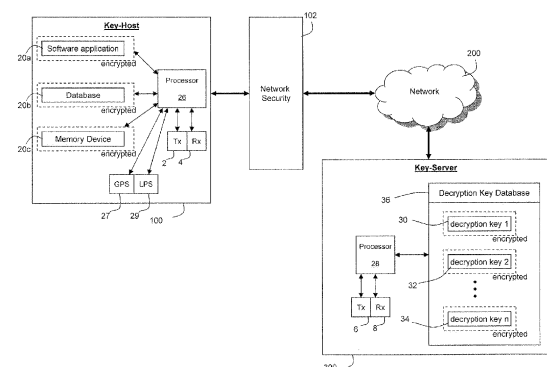 Key-Host
102
20a
Software application
encrypted
20b
Database
encrypted
20c
Memory Device
encrypted
Processor
26
2
Tx
Rx
4
GPS
LPS
27
29
100
Network Security
200
Network
Key-Server
36
Decryption Key Database
30
decryption key 1
encrypted
Processor
28
32
decryption key 2
encrypted
Tx
Rx
6
8
34
decryption key n
encrypted